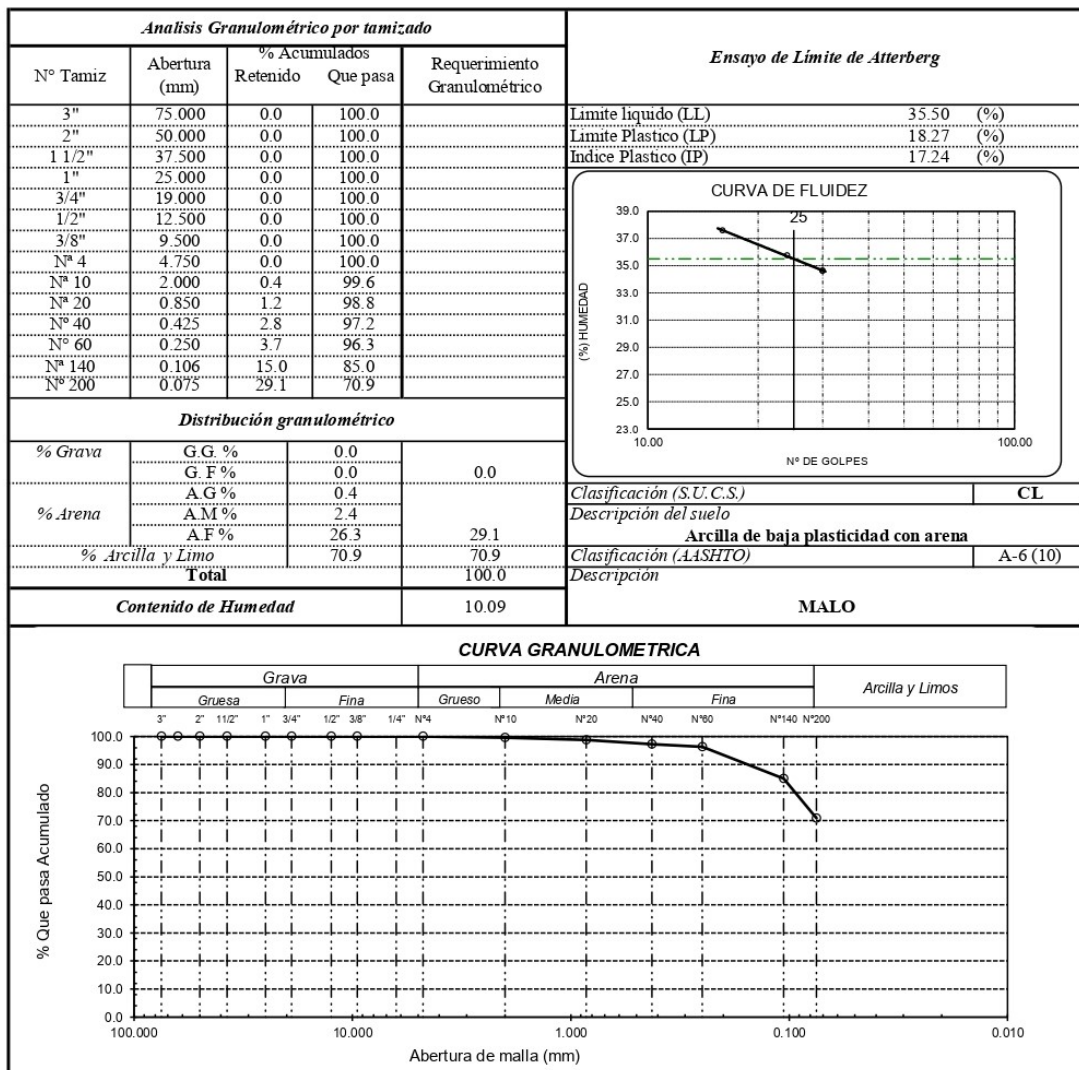 Analisis Granulométrico por tamizado
N° Tamiz Abertura (mm) % Acumulados Retenido Que pasa Requerimiento Granulométrico
3" 75.000 0.0 100.0
2" 50.000 0.0 100.0
1 1/2" 37.500 0.0 100.0
1" 25.000 0.0 100.0
3/4" 19.000 0.0 100.0
1/2" 12.500 0.0 100.0
3/8" 9.500 0.0 100.0
Nª 4 4.750 0.0 100.0
Nª 10 2.000 0.4 99.6
Nª 20 0.850 1.2 98.8
Nº 40 0.425 2.8 97.2
N° 60 0.250 3.7 96.3
Nª 140 0.106 15.0 85.0
Nº 200 0.075 29.1 70.9
Distribución granulométrico
% Grava G.G. % 0.0
G. F % 0.0 0.0
A.G % 0.4
% Arena A.M % 2.4
A.F % 26.3 29.1
% Arcilla y Limo 70.9 70.9
Total 100.0
Contenido de Humedad 10.09
Ensayo de Límite de Atterberg
Limite liquido (LL) 35.50 (%)
Limite Plastico (LP) 18.27 (%)
Indice Plastico (IP) 17.24 (%)
CURVA DE FLUIDEZ
25
39.0
37.0
35.0
33.0
31.0
29.0
27.0
25.0
23.0
(%) HUMEDAD
10.00 100.00
Nº DE GOLPES
Clasificación (S.U.C.S.) CL
Descripción del suelo
Arcilla de baja plasticidad con arena
Clasificación (AASHTO) A-6 (10)
Descripción
MALO
CURVA GRANULOMETRICA
Grava Arena Arcilla y Limos
Gruesa Fina Grueso Media Fina
3" 2" 11/2" 1" 3/4" 1/2" 3/8" 1/4" N°4 N°10 N°20 N°40 N°60 N°140 N°200
100.0
90.0
80.0
70.0
60.0
50.0
40.0
30.0
20.0
10.0
0.0
% Que pasa Acumulado
100.000 10.000 1.000 0.100 0.010
Abertura de malla (mm)